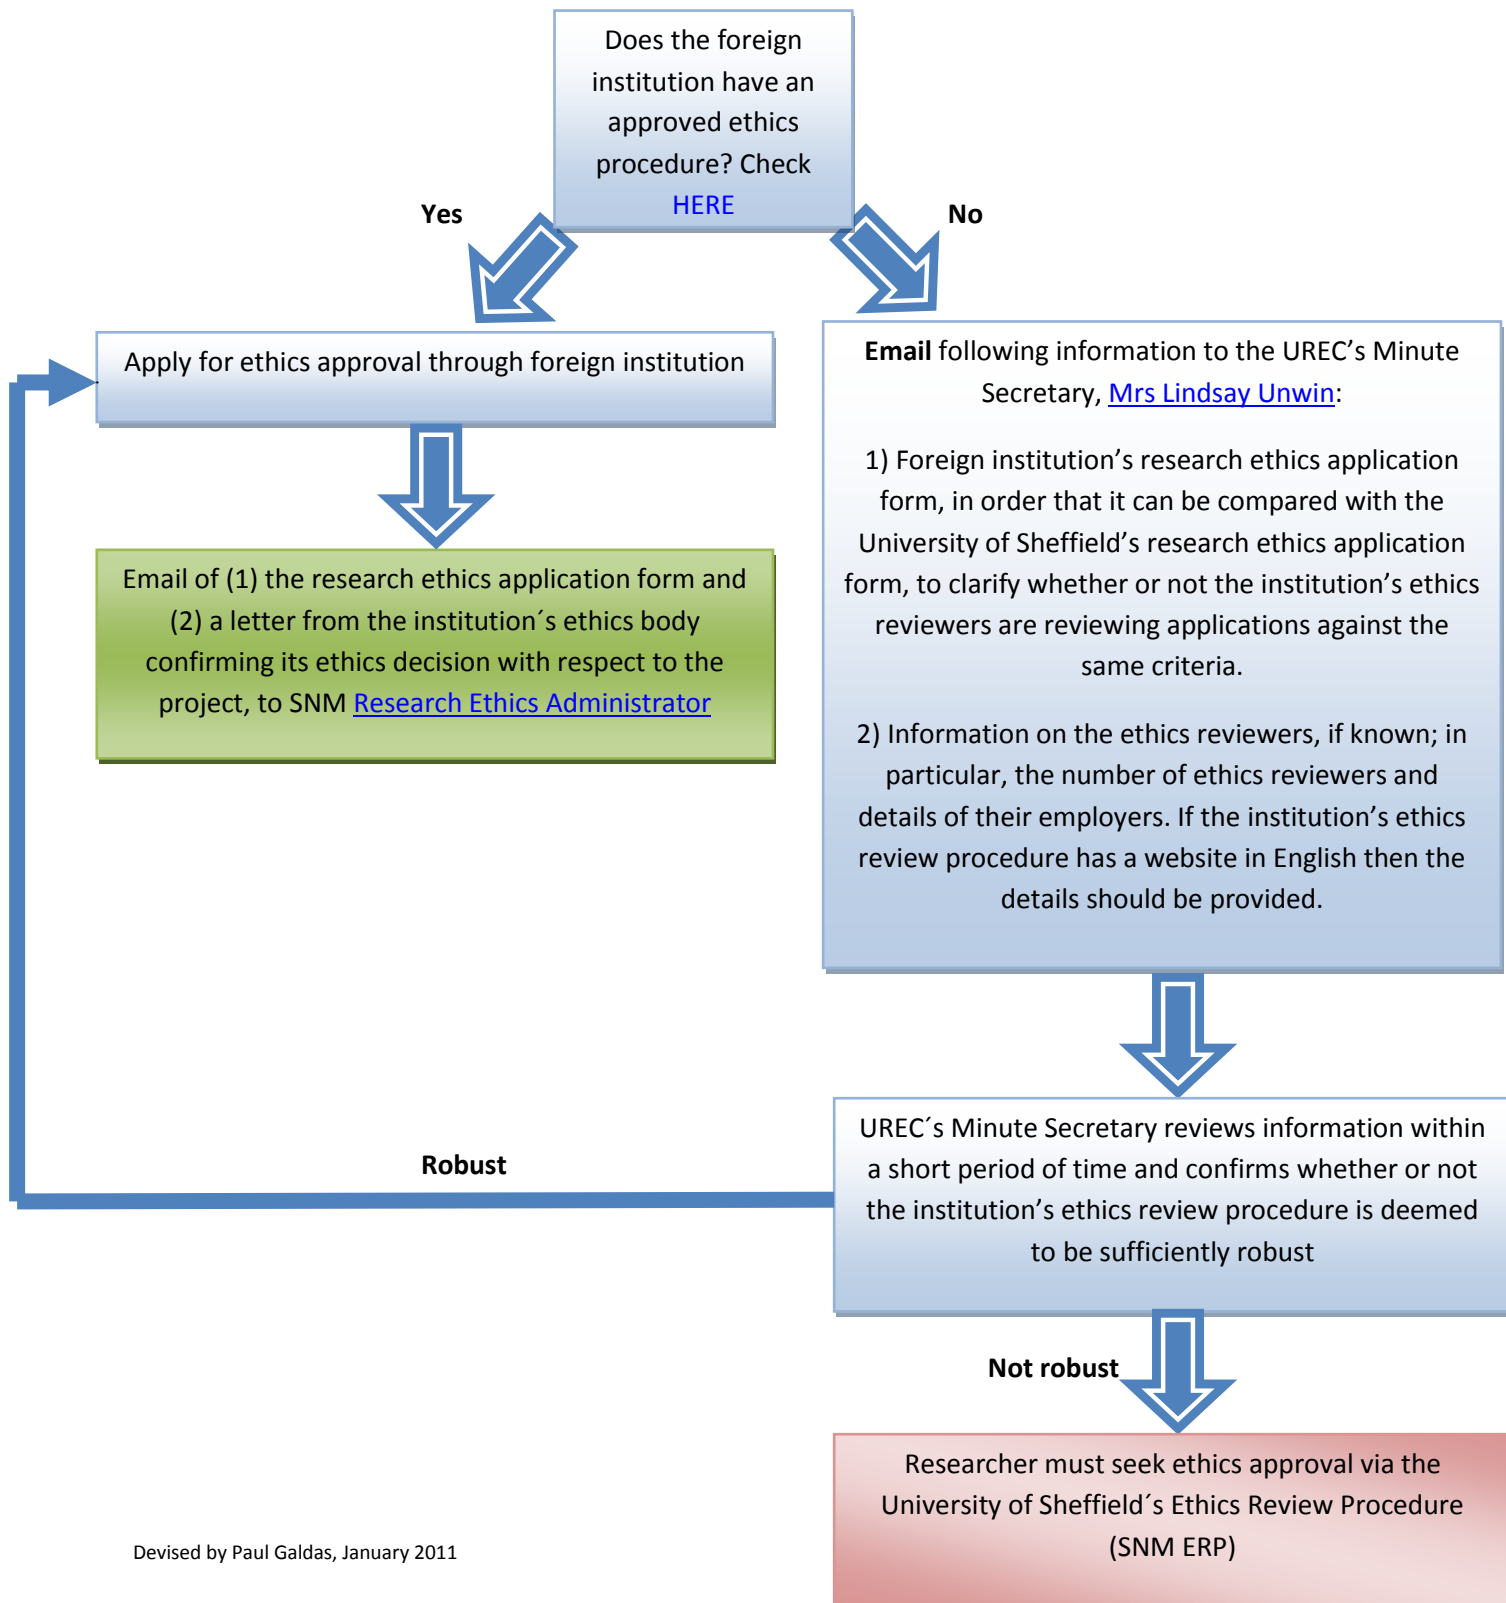 Does the foreign
institution have an
approved ethics
procedure? Check
HERE
Yes
No
Apply for ethics approval through foreign institution
Email following information to the UREC’s Minute
Secretary, Mrs Lindsay Unwin:
1) Foreign institution’s research ethics application
form, in order that it can be compared with the
University of Sheffield’s research ethics application
form, to clarify whether or not the institution’s ethics
reviewers are reviewing applications against the
same criteria.
2) Information on the ethics reviewers, if known; in
particular, the number of ethics reviewers and
details of their employers. If the institution’s ethics
review procedure has a website in English then the
details should be provided.
Email of (1) the research ethics application form and
(2) a letter from the institution´s ethics body
confirming its ethics decision with respect to the
project, to SNM Research Ethics Administrator
UREC´s Minute Secretary reviews information within
a short period of time and confirms whether or not
the institution’s ethics review procedure is deemed
to be sufficiently robust
Robust
Not robust
Researcher must seek ethics approval via the
University of Sheffield´s Ethics Review Procedure
(SNM ERP)
Devised by Paul Galdas, January 2011